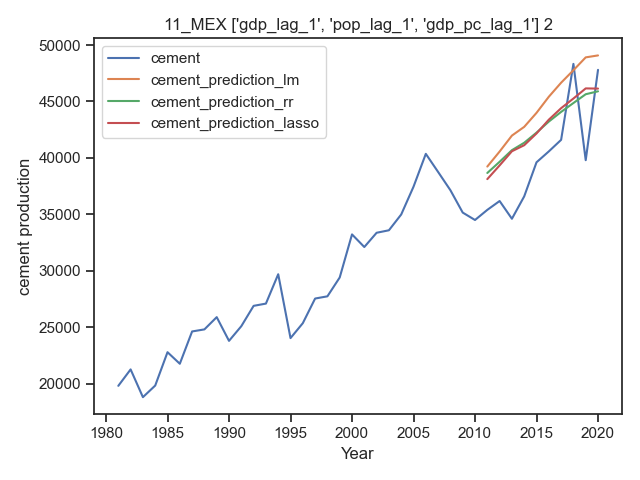 11_MEX ['gdp_lag_1', 'pop_lag_1', 'gdp_pc_lag_1'] 2
cement
cement_prediction_lm
cement_prediction_rr
cement_prediction_lasso
cement production
50000
45000
40000
35000
30000
25000
20000
1980 1985 1990 1995 2000 2005 2010 2015 2020
Year